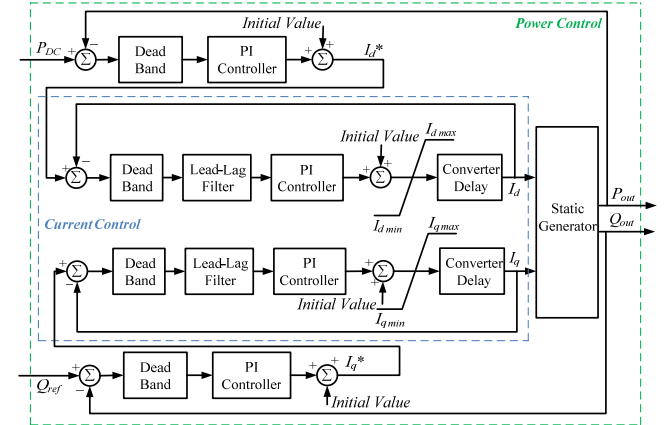 Initial Value
Power Control
P_DC
+
−
Σ
Dead
Band
PI
Controller
+
+
Σ
I_d*
Initial Value
I_d max
+
−
Σ
Dead
Band
Lead-Lag
Filter
PI
Controller
+
+
Σ
Converter
Delay
I_d
I_d min
Current Control
Static
Generator
P_out
Q_out
I_q max
+
−
Σ
Dead
Band
Lead-Lag
Filter
PI
Controller
+
+
Σ
Converter
Delay
I_q
Initial Value
I_q min
Q_ref
+
−
Σ
Dead
Band
PI
Controller
+
+
Σ
I_q*
Initial Value